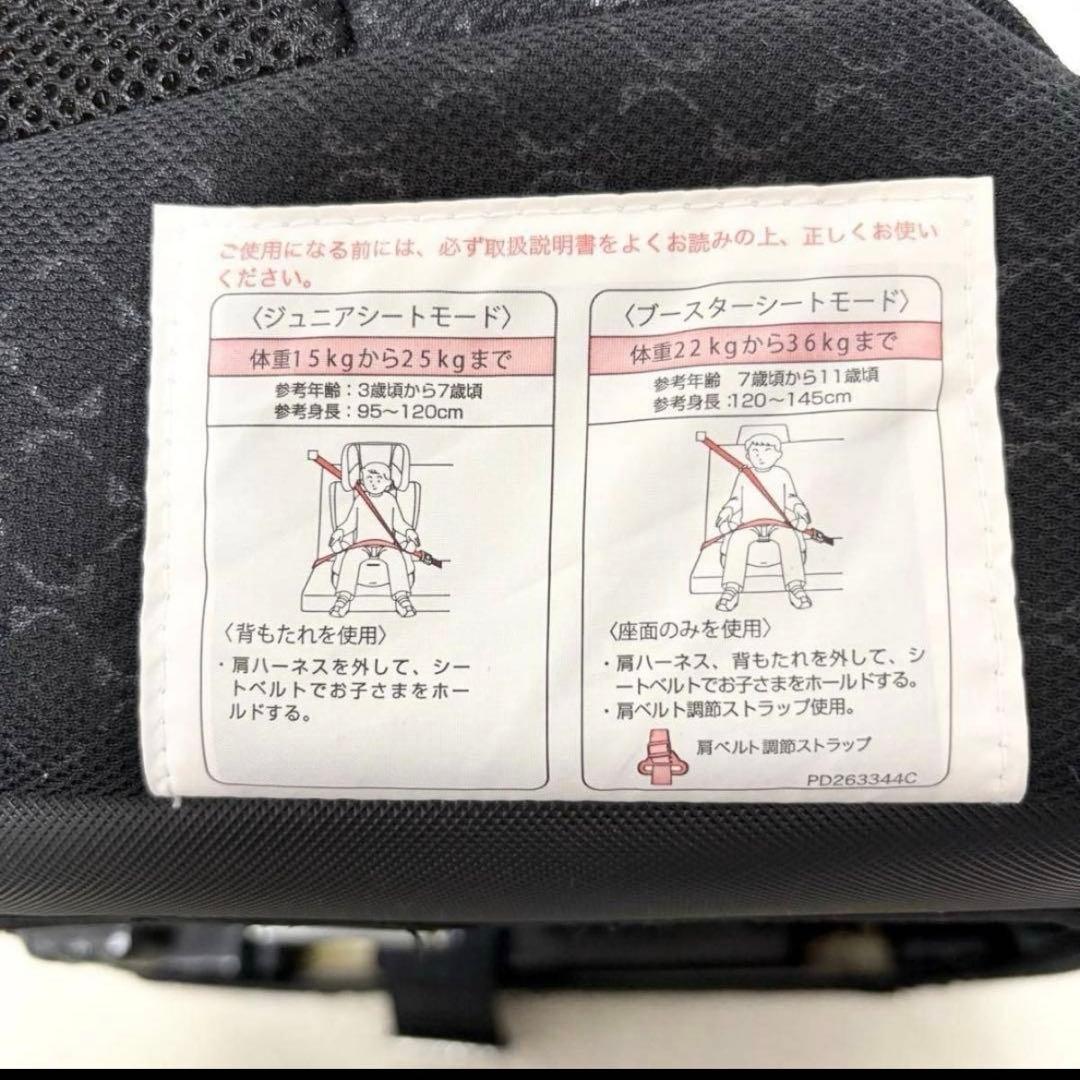 ご使用になる前には、必ず取扱説明書をよくお読みの上、正しくお使い
ください。
〈ジュニアシートモード〉
体重15kgから25kgまで
参考年齢：3歳頃から7歳頃
参考身長：95〜120cm
〈背もたれを使用〉
・肩ハーネスを外して、シー
トベルトでお子さまをホー
ルドする。
〈ブースターシートモード〉
体重22kgから36kgまで
参考年齢　7歳頃から11歳頃
参考身長：120〜145cm
〈座面のみを使用〉
・肩ハーネス、背もたれを外して、シ
ートベルトでお子さまをホールドする。
・肩ベルト調節ストラップ使用。
肩ベルト調節ストラップ
PD263344C